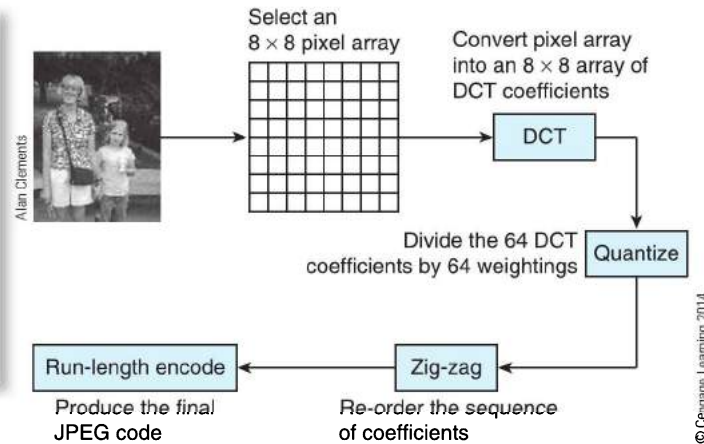 Select an
8 × 8 pixel array
Convert pixel array
into an 8 × 8 array of
DCT coefficients
DCT
Alan Clements
Divide the 64 DCT
coefficients by 64 weightings
Quantize
Run-length encode
Zig-zag
Produce the final
JPEG code
Re-order the sequence
of coefficients
© Cengage Learning 2014